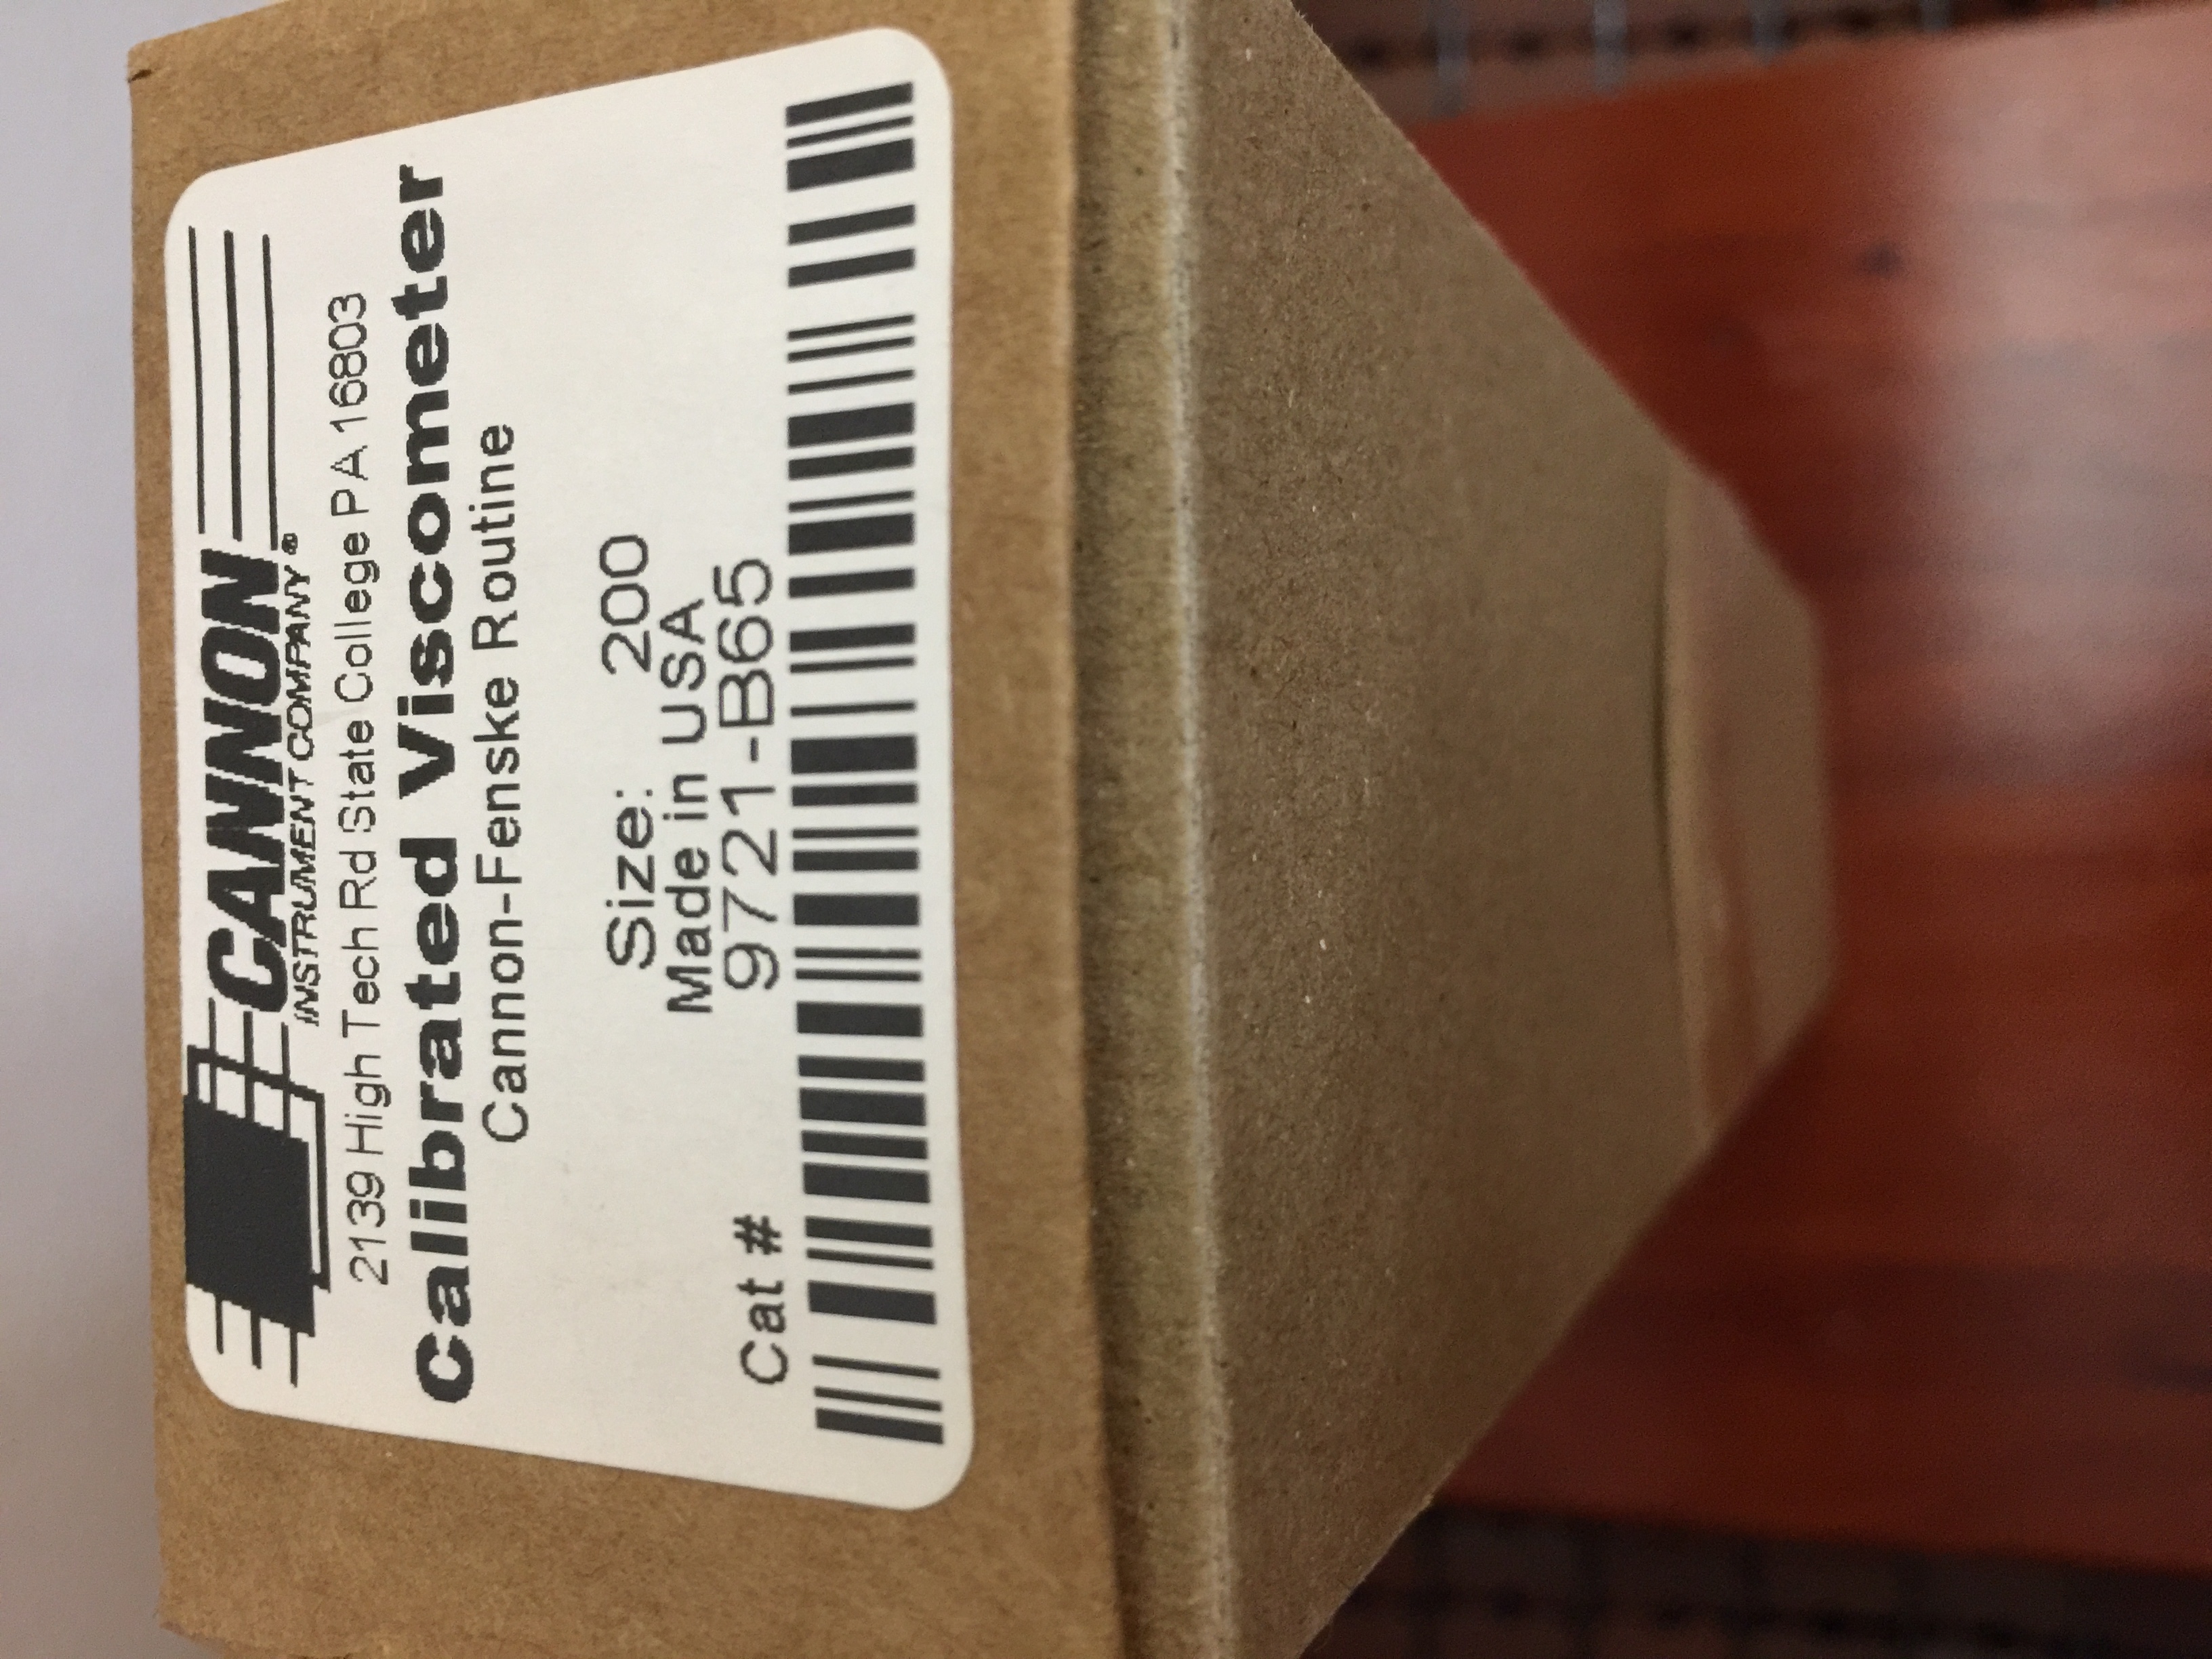 CANNON
INSTRUMENT COMPANY®
2139 High Tech Rd State College PA 16803
Calibrated Viscometer
Cannon-Fenske Routine
Size: 200
Made in USA
Cat # 9721-B65